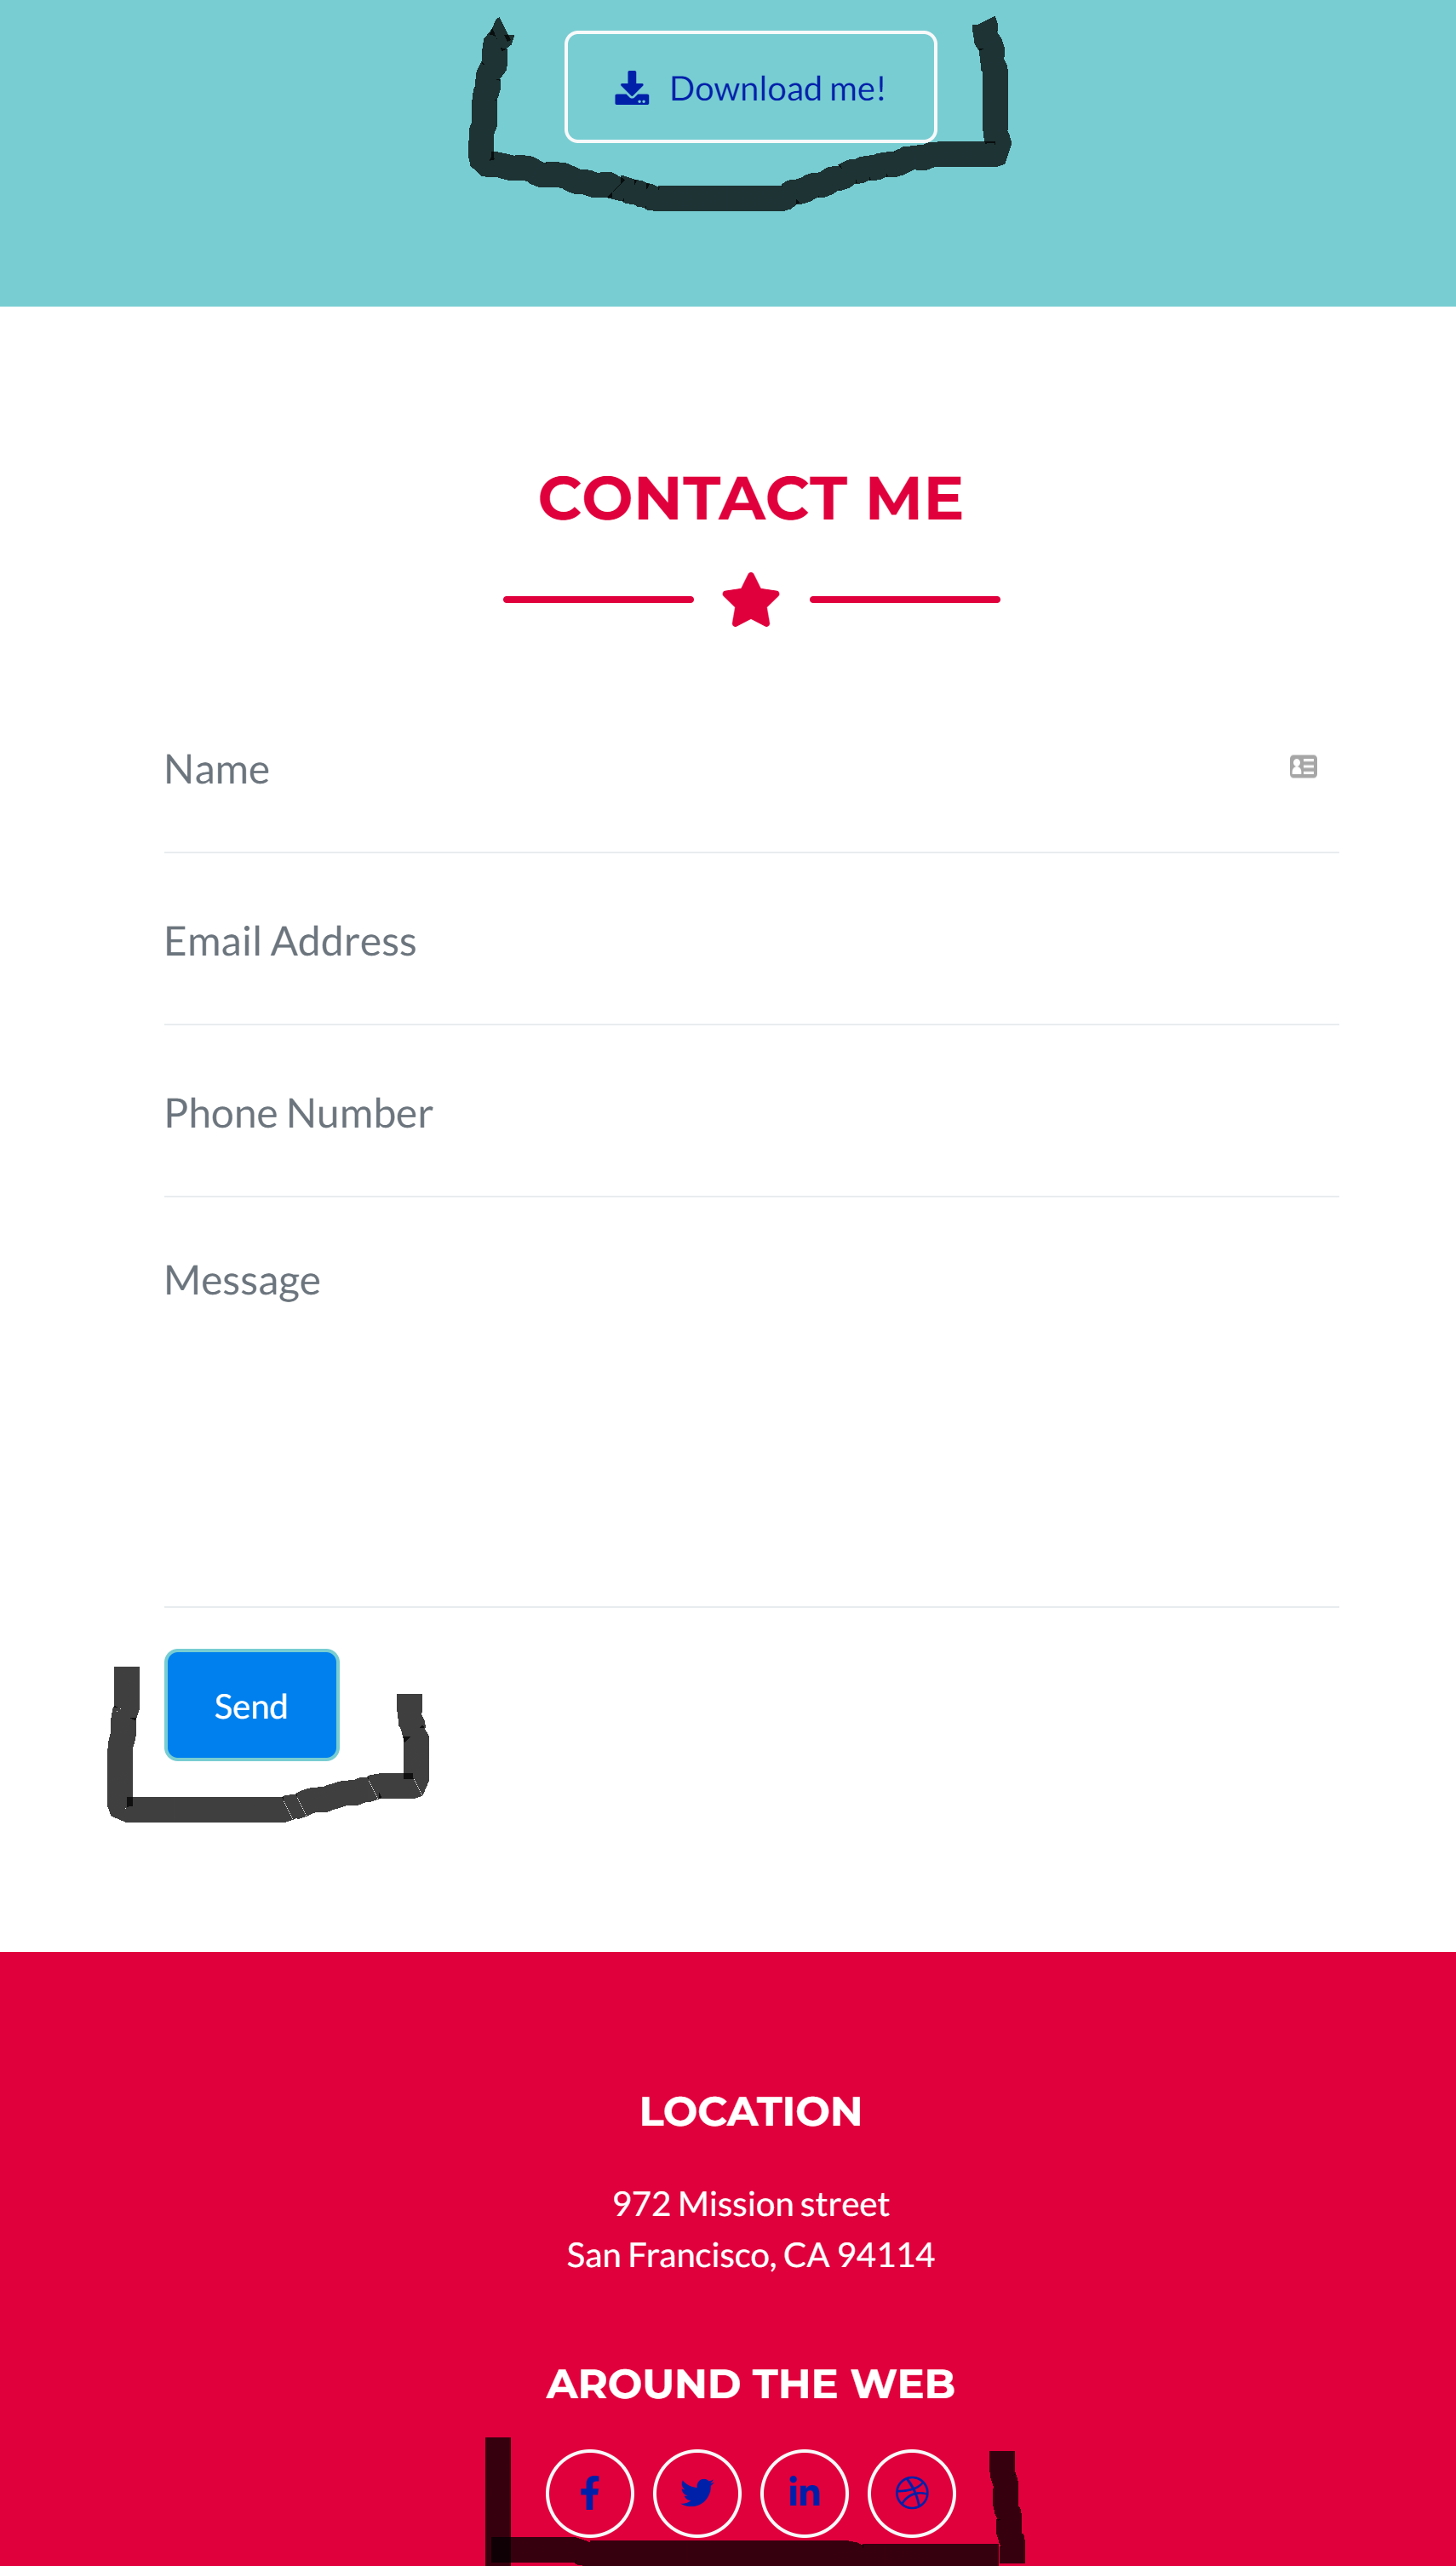 Download me!
CONTACT ME
Name
Email Address
Phone Number
Message
Send
LOCATION
972 Mission street
San Francisco, CA 94114
AROUND THE WEB